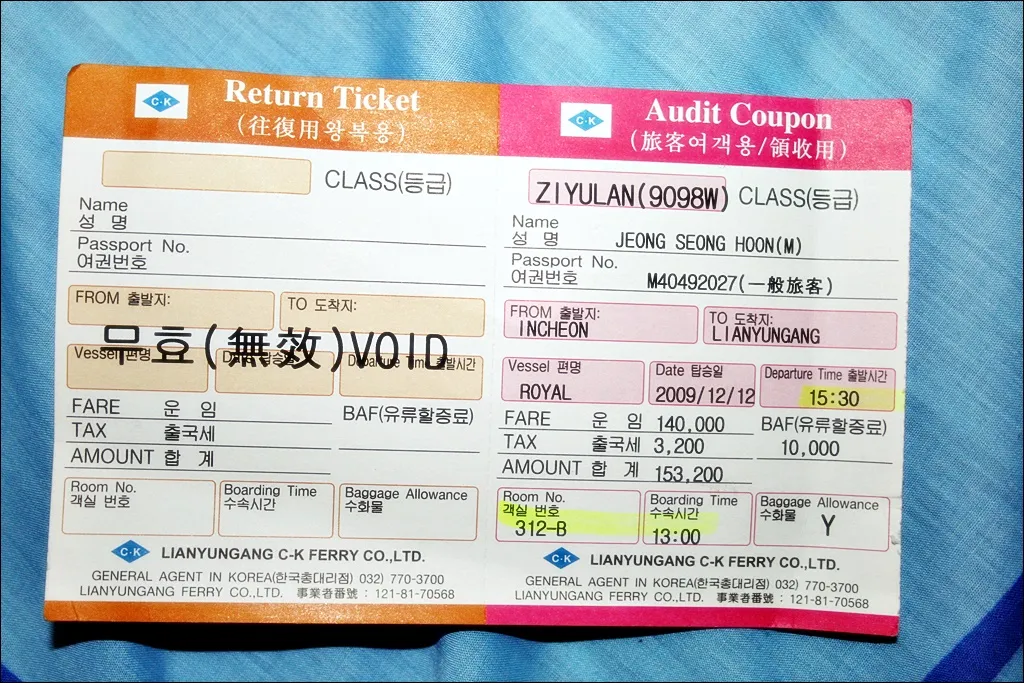 C·K
Return Ticket
(往復用왕복용)
CLASS(등급)
Name
성 명
Passport No.
여권번호
FROM 출발지:
TO 도착지:
무효(無效)VOID
Vessel 편명
Date 탑승일
Departure Time 출발시간
FARE 운 임
BAF(유류할증료)
TAX 출국세
AMOUNT 합 계
Room No.
객실 번호
Boarding Time
수속시간
Baggage Allowance
수화물
C·K LIANYUNGANG C-K FERRY CO.,LTD.
GENERAL AGENT IN KOREA(한국총대리점) 032) 770-3700
LIANYUNGANG FERRY CO.,LTD. 事業者番號 : 121-81-70568
C·K
Audit Coupon
(旅客여객용/領收用)
ZIYULAN(9098W) CLASS(등급)
Name
성 명 JEONG SEONG HOON(M)
Passport No.
여권번호 M40492027(一般旅客)
FROM 출발지:
INCHEON
TO 도착지:
LIANYUNGANG
Vessel 편명
ROYAL
Date 탑승일
2009/12/12
Departure Time 출발시간
15:30
FARE 운 임 140,000
BAF(유류할증료)
TAX 출국세 3,200
10,000
AMOUNT 합 계 153,200
Room No.
객실 번호
312-B
Boarding Time
수속시간
13:00
Baggage Allowance
수화물
Y
C·K LIANYUNGANG C-K FERRY CO.,LTD.
GENERAL AGENT IN KOREA(한국총대리점) 032) 770-3700
LIANYUNGANG FERRY CO.,LTD. 事業者番號 : 121-81-70568